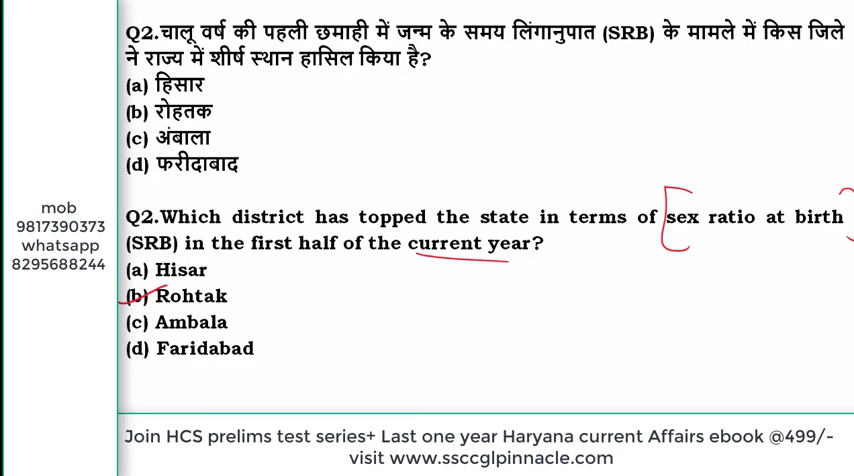 Q2.चालू वर्ष की पहली छमाही में जन्म के समय लिंगानुपात (SRB) के मामले में किस जिले
ने राज्य में शीर्ष स्थान हासिल किया है?
(a) हिसार
(b) रोहतक
(c) अंबाला
(d) फरीदाबाद
mob
9817390373
whatsapp
8295688244
Q2.Which district has topped the state in terms of sex ratio at birth
(SRB) in the first half of the current year?
(a) Hisar
(b) Rohtak
(c) Ambala
(d) Faridabad
Join HCS prelims test series+ Last one year Haryana current Affairs ebook @499/-
visit www.ssccglpinnacle.com